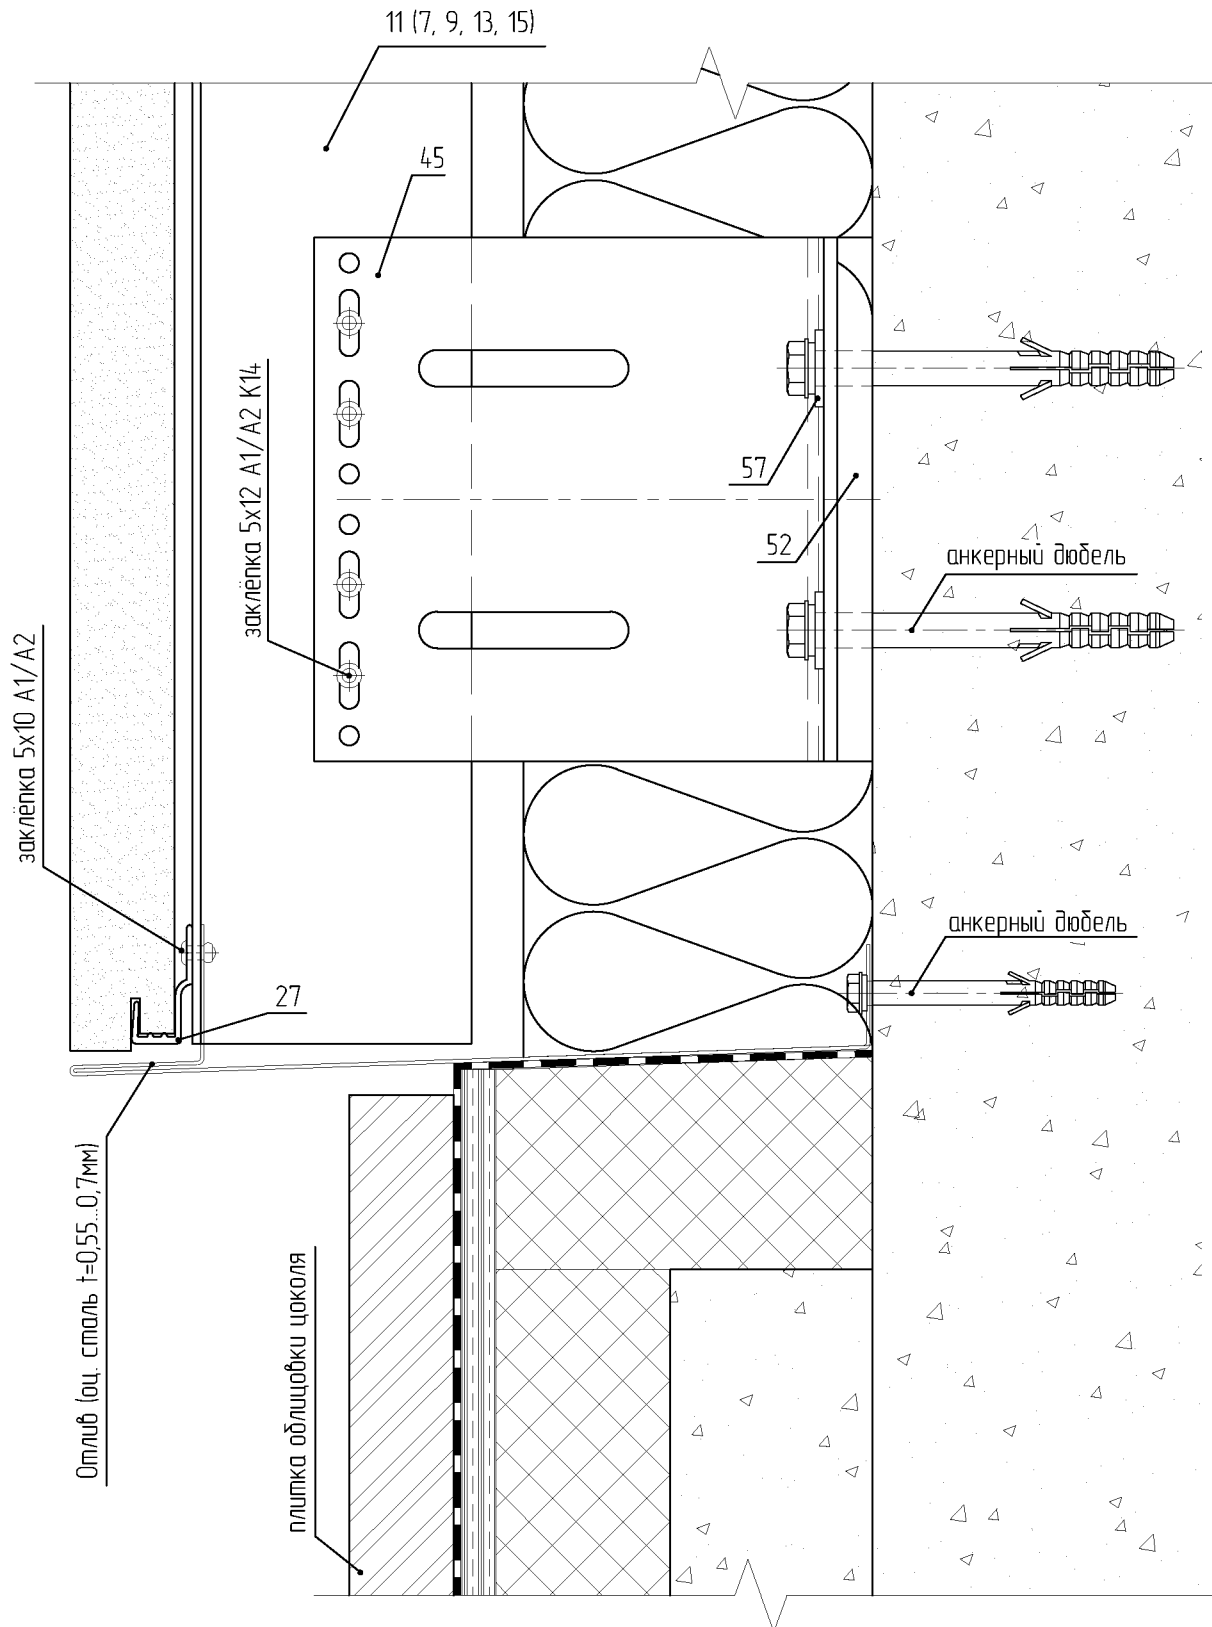 11 (7, 9, 13, 15)
45
заклёпка 5х12 А1/А2 К14
57
52
анкерный дюбель
заклёпка 5х10 А1/А2
анкерный дюбель
27
Отлив (оц. сталь t=0,55...0,7мм)
плитка облицовки цоколя